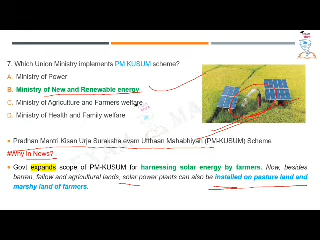 7. Which Union Ministry implements PM KUSUM scheme?
A. Ministry of Power
B. Ministry of New and Renewable energy
C. Ministry of Agriculture and Farmers welfare
D. Ministry of Health and Family welfare
Pradhan Mantri Kisan Urja Suraksha evam Utthaan Mahabhiyan (PM-KUSUM) Scheme
#Why in News?
Govt expands scope of PM-KUSUM for harnessing solar energy by farmers. Now, besides
barren, fallow and agricultural lands, solar power plants can also be installed on pasture land and
marshy land of farmers.